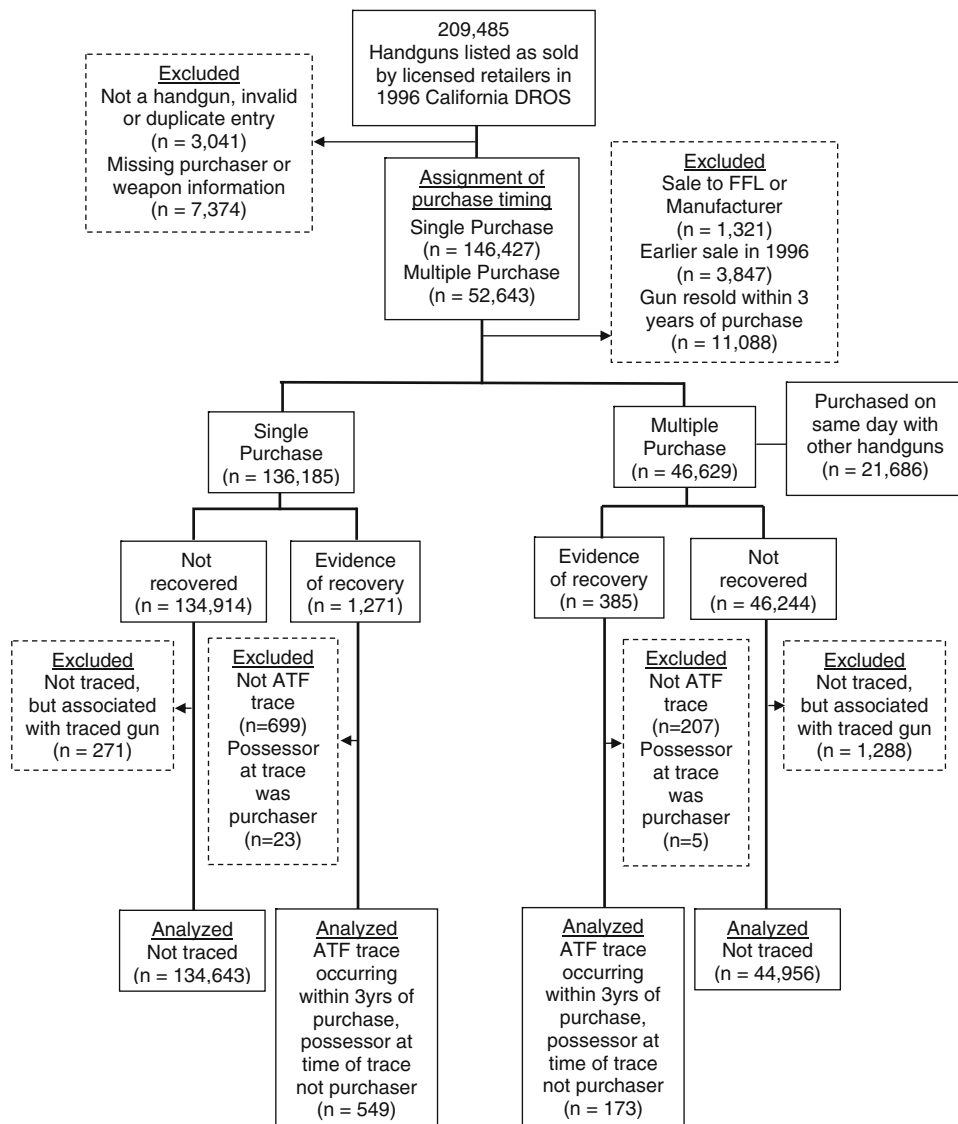 209,485
Handguns listed as sold
by licensed retailers in
1996 California DROS
Excluded
Not a handgun, invalid
or duplicate entry
(n = 3,041)
Missing purchaser or
weapon information
(n = 7,374)
Assignment of
purchase timing
Single Purchase
(n = 146,427)
Multiple Purchase
(n = 52,643)
Excluded
Sale to FFL or
Manufacturer
(n = 1,321)
Earlier sale in 1996
(n = 3,847)
Gun resold within 3
years of purchase
(n = 11,088)
Single
Purchase
(n = 136,185)
Multiple
Purchase
(n = 46,629)
Purchased on
same day with
other handguns
(n = 21,686)
Not
recovered
(n = 134,914)
Evidence
of recovery
(n = 1,271)
Evidence
of recovery
(n = 385)
Not
recovered
(n = 46,244)
Excluded
Not traced,
but associated
with traced gun
(n = 271)
Excluded
Not ATF
trace
(n=699)
Possessor
at trace
was
purchaser
(n=23)
Excluded
Not ATF
trace
(n=207)
Possessor
at trace
was
purchaser
(n=5)
Excluded
Not traced,
but associated
with traced gun
(n = 1,288)
Analyzed
Not traced
(n = 134,643)
Analyzed
ATF trace
occurring
within 3yrs of
purchase,
possessor at
time of trace
not purchaser
(n = 549)
Analyzed
ATF trace
occurring
within 3yrs of
purchase,
possessor at
time of trace
not purchaser
(n = 173)
Analyzed
Not traced
(n = 44,956)